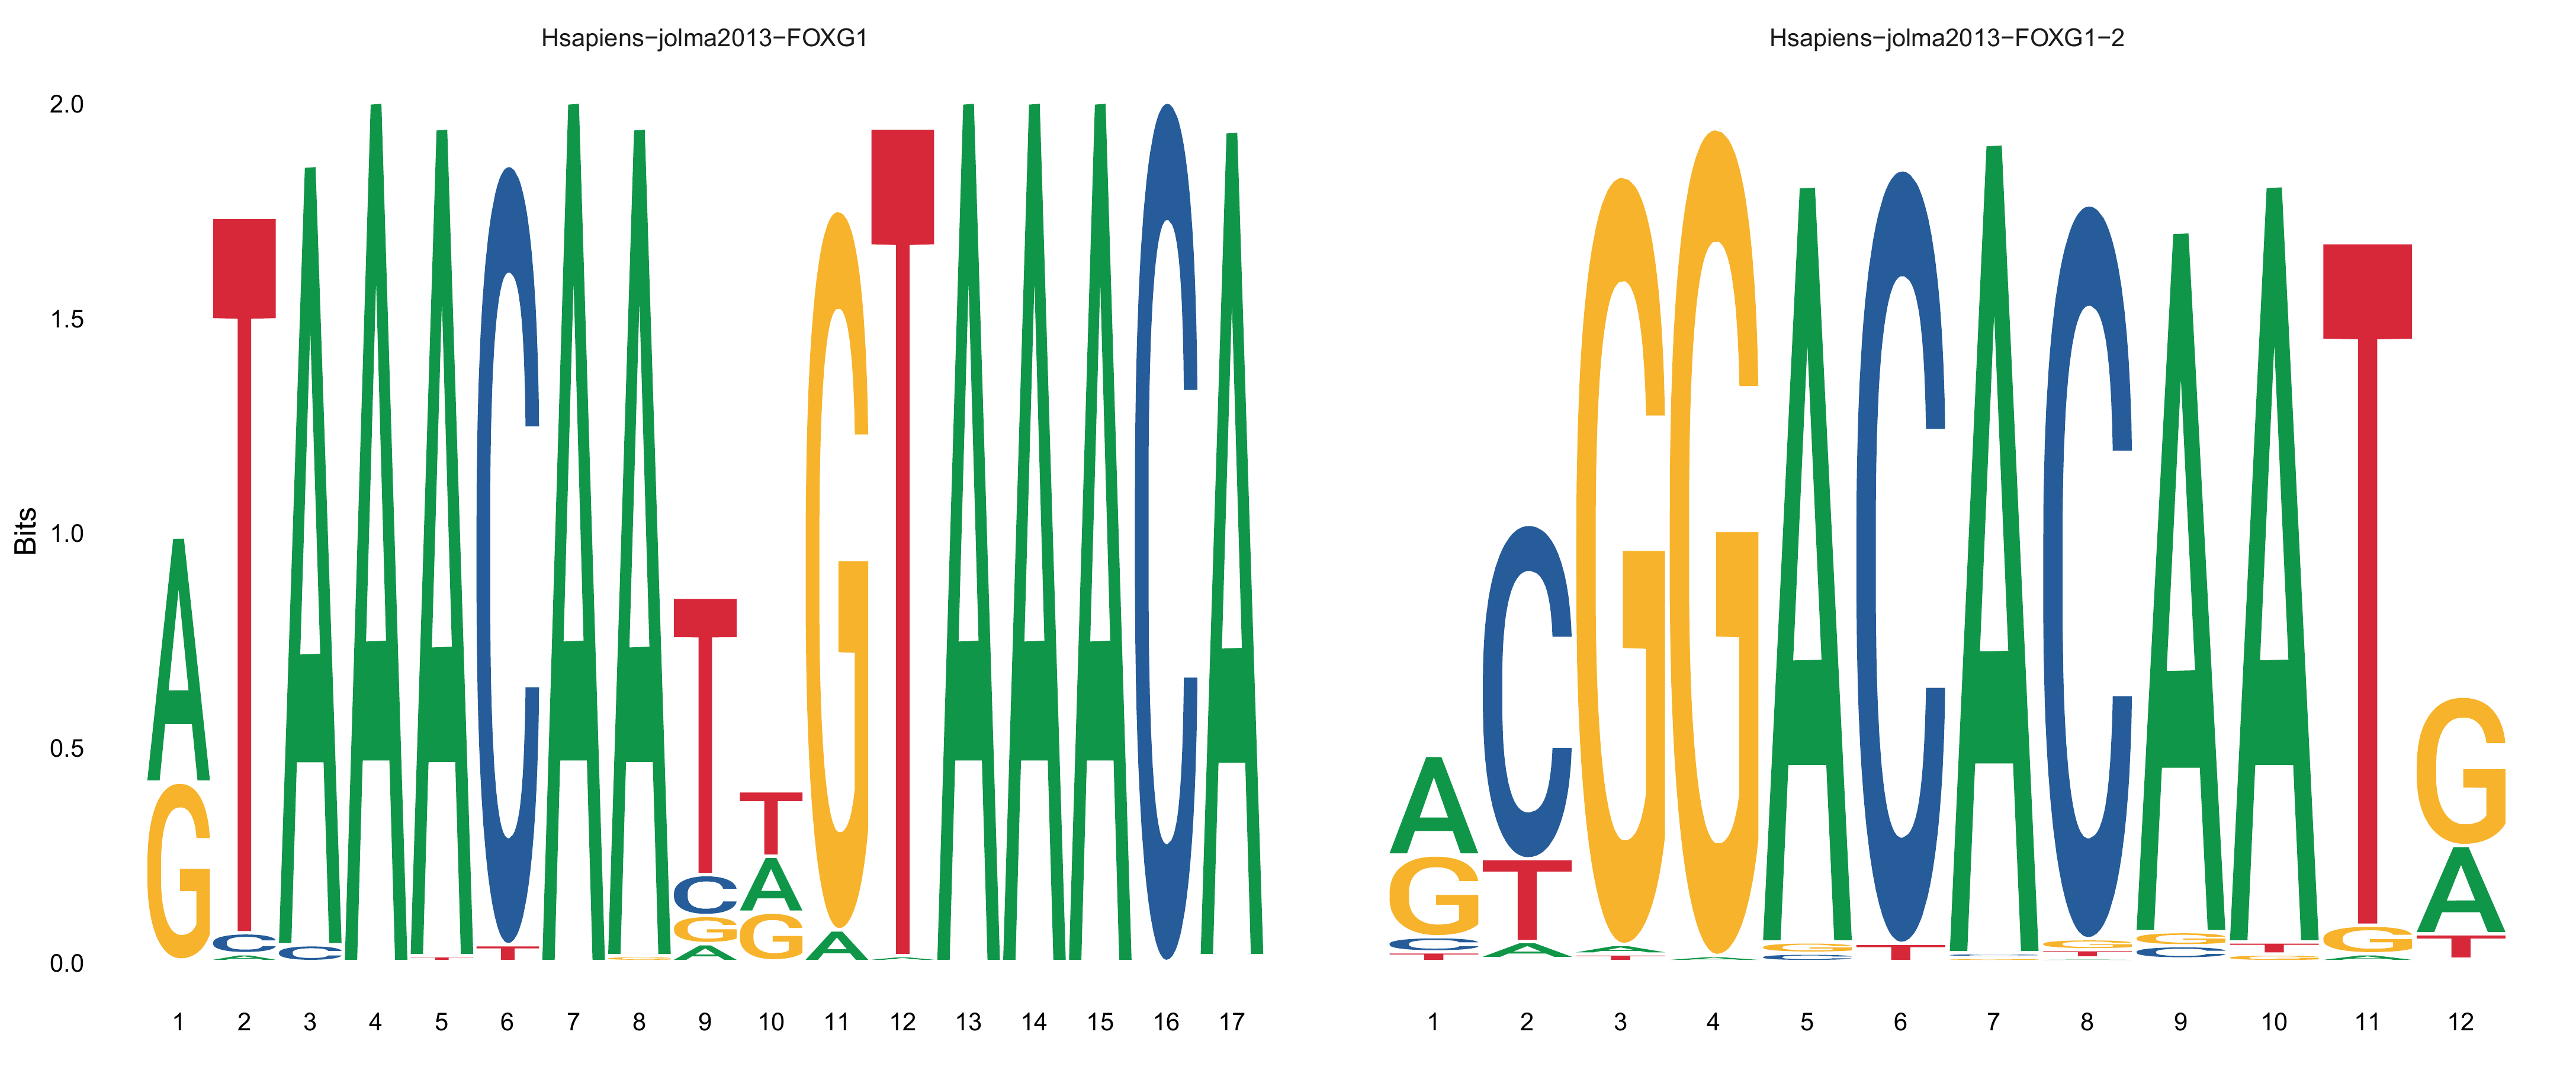 Hsapiens−jolma2013−FOXG1
Hsapiens−jolma2013−FOXG1−2
Bits
2.0
1.5
1.0
0.5
0.0
A T A A A C A A T T G T A A A C A
G C C T T G C A A A
A G G
A G
1 2 3 4 5 6 7 8 9 10 11 12 13 14 15 16 17
A C G G A C A C A A T G
G T A A G T C G G T G A
C A T C T C G A T
T
1 2 3 4 5 6 7 8 9 10 11 12